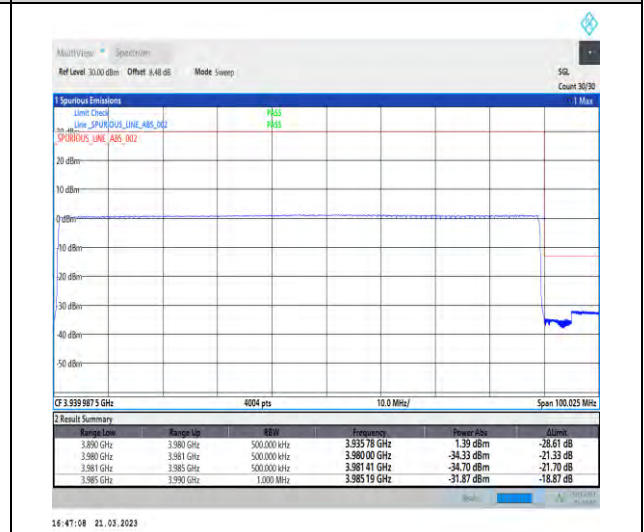 MultiView Spectrum
Ref Level 30.00 dBm Offset 8.48 dB Mode Sweep SGL
Count 30/30
1 Spurious Emissions 1 Max
Limit Check PASS
Line _SPURIOUS_LINE_ABS_002 PASS
_SPURIOUS_LINE_ABS_002
20 dBm
10 dBm
0 dBm
-10 dBm
-20 dBm
-30 dBm
-40 dBm
-50 dBm
CF 3.939 987 5 GHz 4004 pts 10.0 MHz/ Span 100.025 MHz
2 Result Summary
Range Low Range Up RBW Frequency Power Abs ΔLimit
3.890 GHz 3.980 GHz 500.000 kHz 3.935 78 GHz 1.39 dBm -28.61 dB
3.980 GHz 3.981 GHz 500.000 kHz 3.980 00 GHz -34.33 dBm -21.33 dB
3.981 GHz 3.985 GHz 500.000 kHz 3.981 41 GHz -34.70 dBm -21.70 dB
3.985 GHz 3.990 GHz 1.000 MHz 3.985 19 GHz -31.87 dBm -18.87 dB
16:47:08 21.03.2023